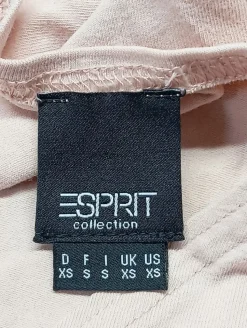 ESPRIT
collection
D F I UK US
XS S S XS XS